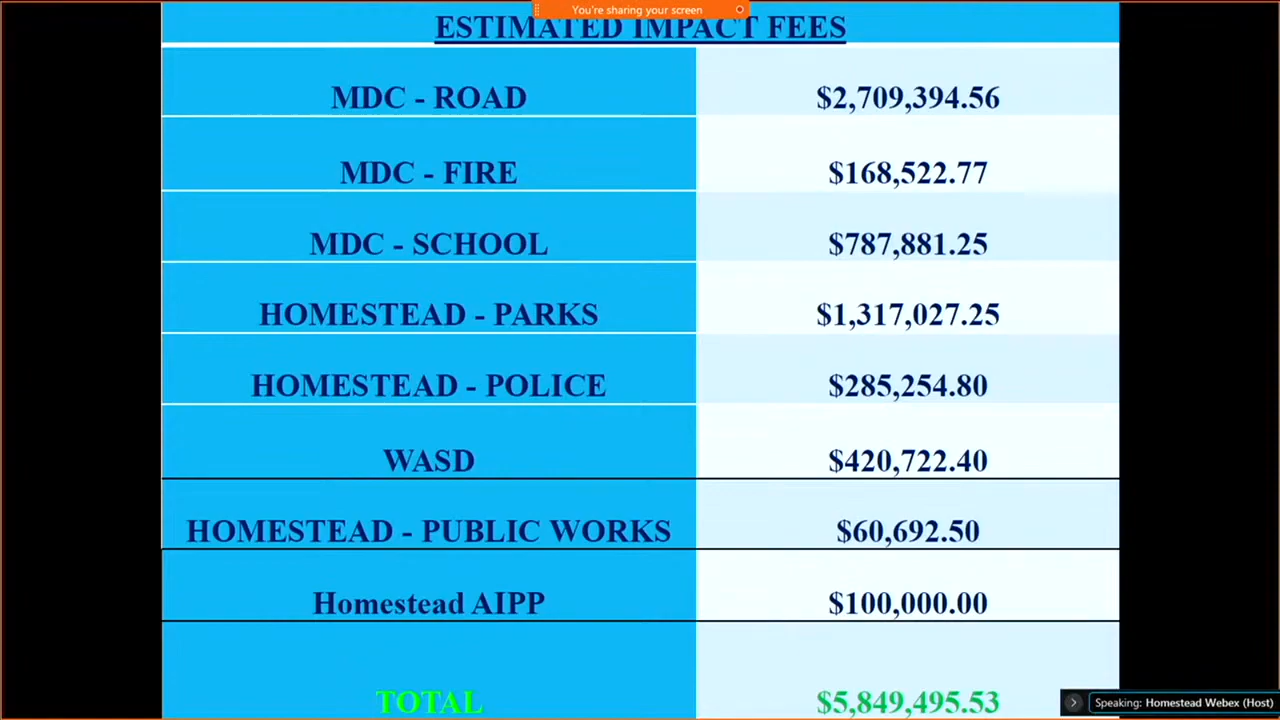 You're sharing your screen
ESTIMATED IMPACT FEES
MDC - ROAD $2,709,394.56
MDC - FIRE $168,522.77
MDC - SCHOOL $787,881.25
HOMESTEAD - PARKS $1,317,027.25
HOMESTEAD - POLICE $285,254.80
WASD $420,722.40
HOMESTEAD - PUBLIC WORKS $60,692.50
Homestead AIPP $100,000.00
TOTAL $5,849,495.53
Speaking: Homestead Webex (Host)